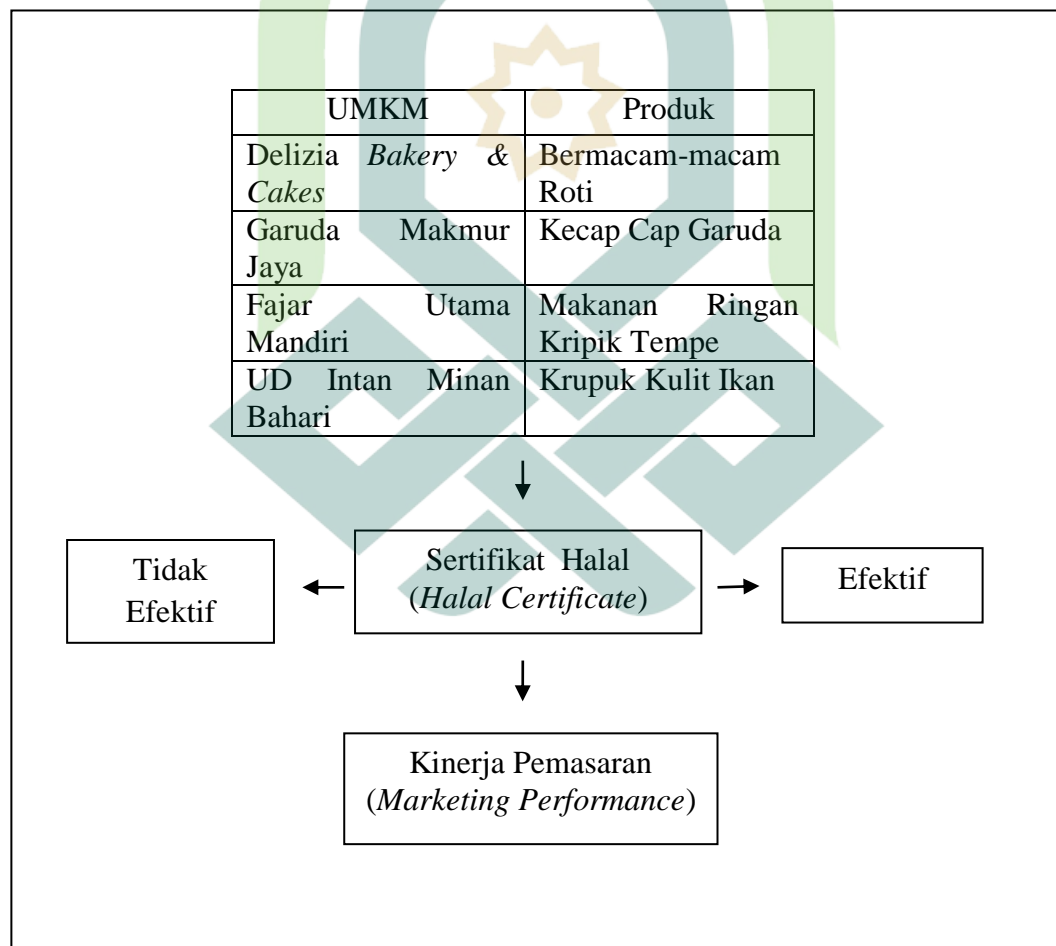 UMKM Produk
Delizia Bakery & Bermacam-macam
Cakes Roti
Garuda Makmur Kecap Cap Garuda
Jaya
Fajar Utama Makanan Ringan
Mandiri Kripik Tempe
UD Intan Minan Krupuk Kulit Ikan
Bahari
Tidak
Efektif
Sertifikat Halal
(Halal Certificate)
Efektif
Kinerja Pemasaran
(Marketing Performance)